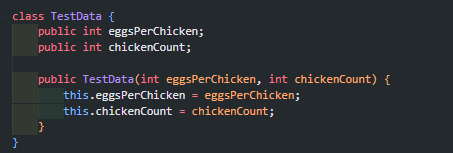 class TestData {
    public int eggsPerChicken;
    public int chickenCount;

    public TestData(int eggsPerChicken, int chickenCount) {
        this.eggsPerChicken = eggsPerChicken;
        this.chickenCount = chickenCount;
    }
}